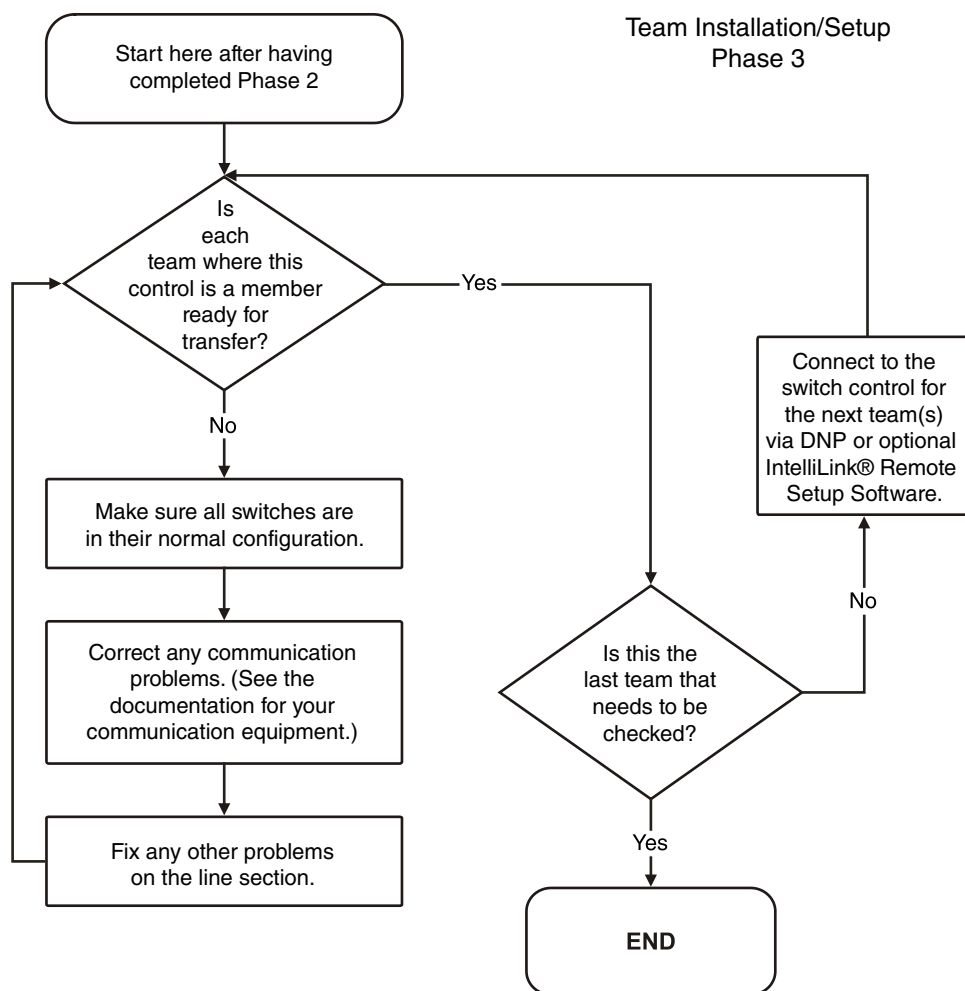 Team Installation/Setup
Phase 3
Start here after having
completed Phase 2
Is
each
team where this
control is a member
ready for
transfer?
Yes
No
Connect to the
switch control for
the next team(s)
via DNP or optional
IntelliLink® Remote
Setup Software.
Make sure all switches are
in their normal configuration.
Correct any communication
problems. (See the
documentation for your
communication equipment.)
Fix any other problems
on the line section.
Is this the
last team that
needs to be
checked?
No
Yes
END